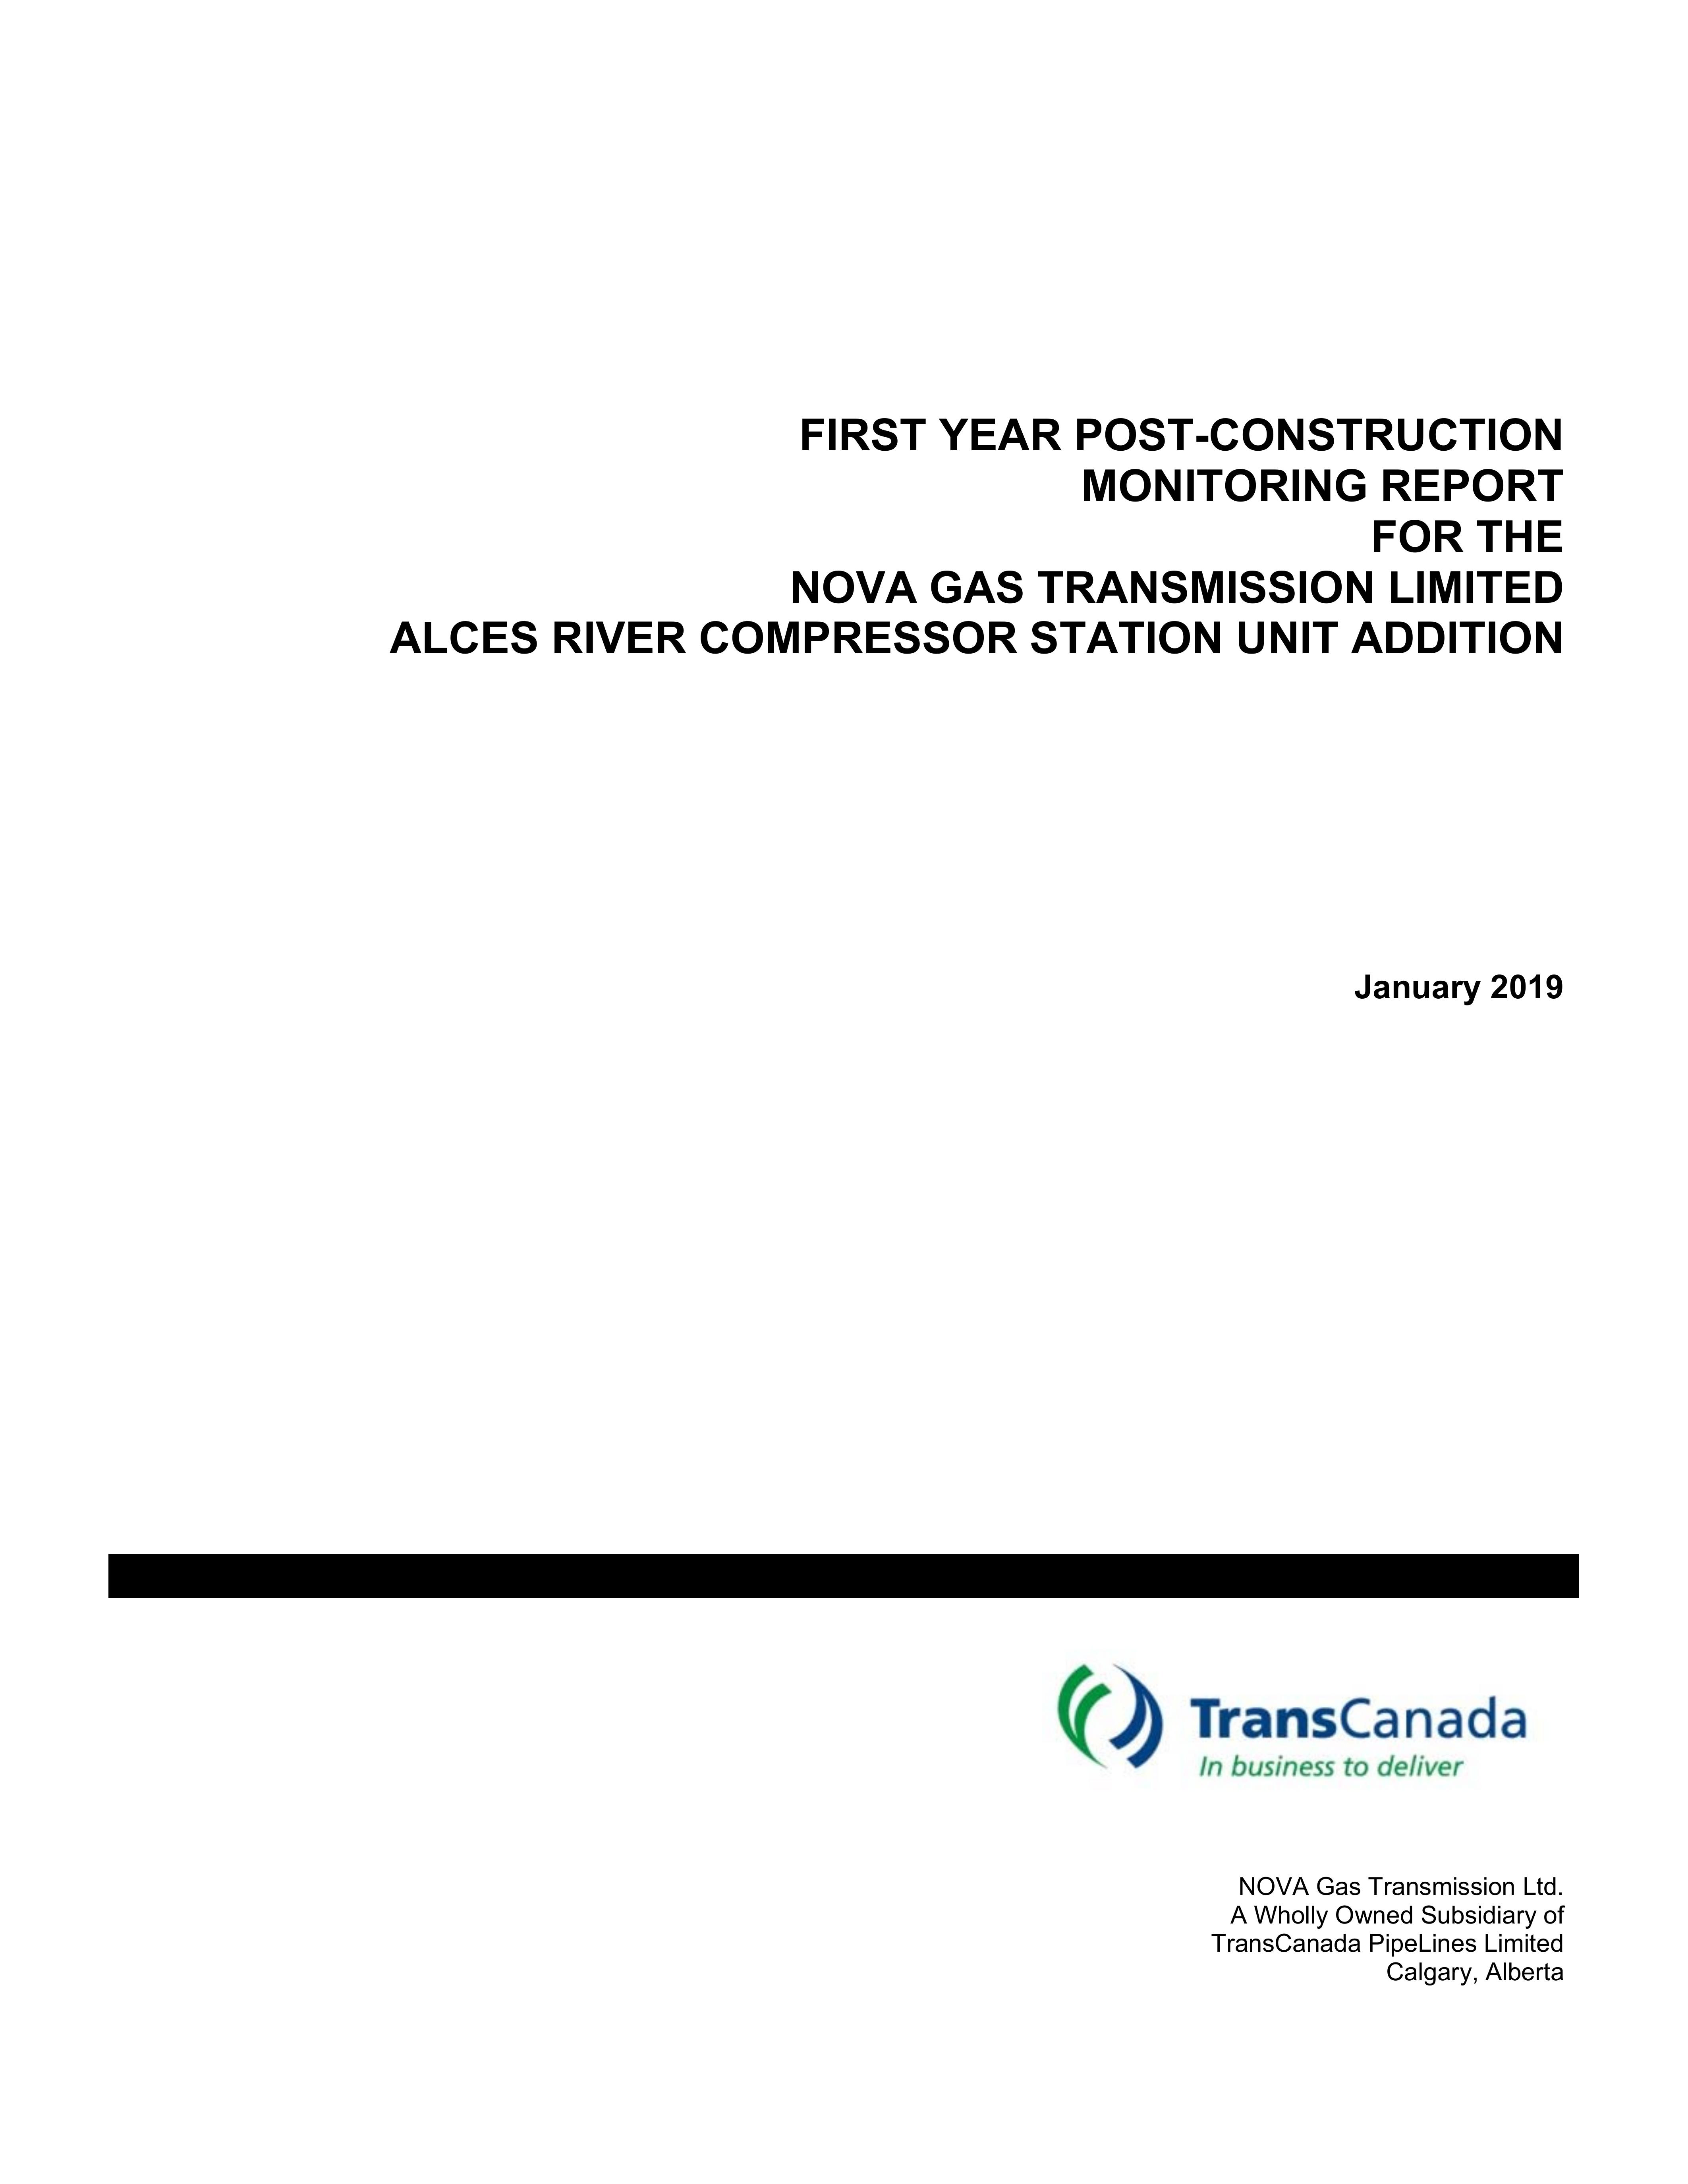 FIRST YEAR POST-CONSTRUCTION
MONITORING REPORT
FOR THE
NOVA GAS TRANSMISSION LIMITED
ALCES RIVER COMPRESSOR STATION UNIT ADDITION
January 2019
TransCanada
In business to deliver
NOVA Gas Transmission Ltd.
A Wholly Owned Subsidiary of
TransCanada PipeLines Limited
Calgary, Alberta